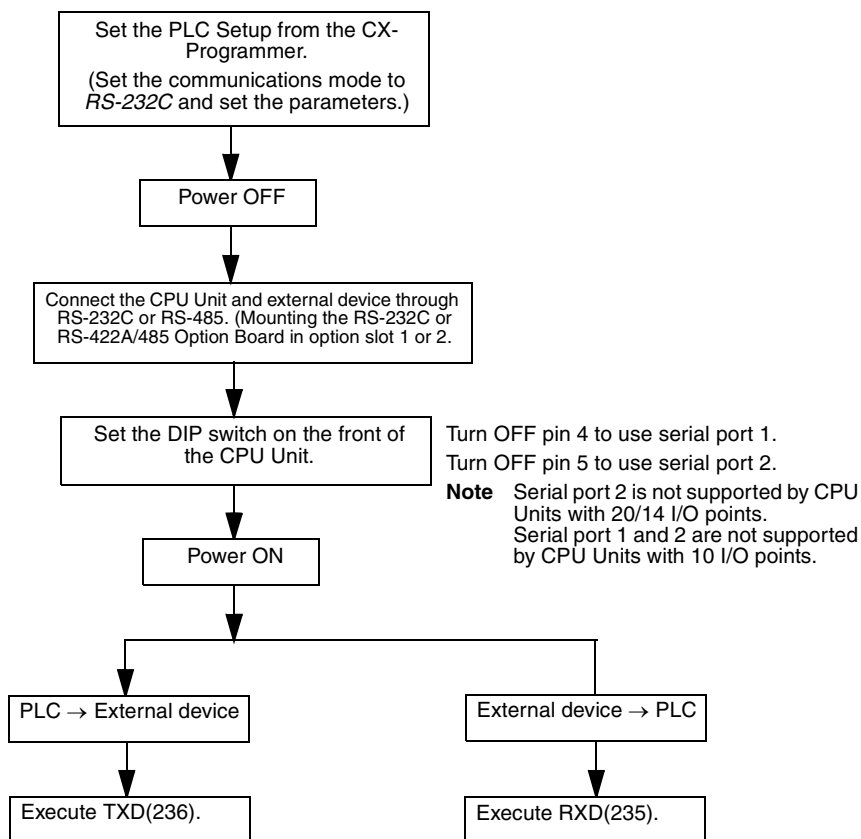 Set the PLC Setup from the CX-
Programmer.
(Set the communications mode to
RS-232C and set the parameters.)
Power OFF
Connect the CPU Unit and external device through
RS-232C or RS-485. (Mounting the RS-232C or
RS-422A/485 Option Board in option slot 1 or 2.
Set the DIP switch on the front of
the CPU Unit.
Turn OFF pin 4 to use serial port 1.
Turn OFF pin 5 to use serial port 2.
Note Serial port 2 is not supported by CPU
Units with 20/14 I/O points.
Serial port 1 and 2 are not supported
by CPU Units with 10 I/O points.
Power ON
PLC → External device
External device → PLC
Execute TXD(236).
Execute RXD(235).